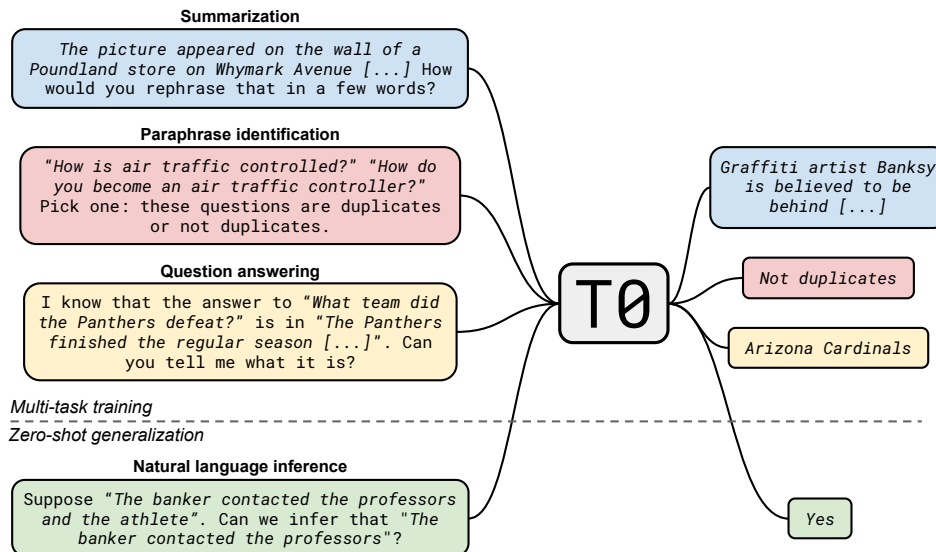 Summarization
The picture appeared on the wall of a
Poundland store on Whymark Avenue [...] How
would you rephrase that in a few words?
Paraphrase identification
“How is air traffic controlled?” “How do
you become an air traffic controller?”
Pick one: these questions are duplicates
or not duplicates.
Question answering
I know that the answer to “What team did
the Panthers defeat?” is in “The Panthers
finished the regular season [...]”. Can
you tell me what it is?
Multi-task training
Zero-shot generalization
Natural language inference
Suppose “The banker contacted the professors
and the athlete”. Can we infer that "The
banker contacted the professors"?
T0
Graffiti artist Banksy
is believed to be
behind [...]
Not duplicates
Arizona Cardinals
Yes